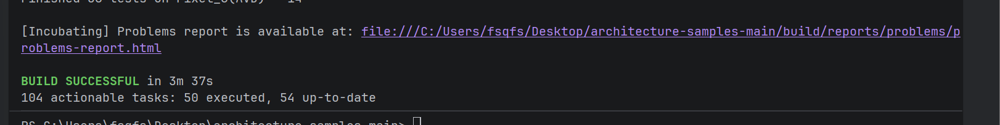 [Incubating] Problems report is available at: file:///C:/Users/fsqfs/Desktop/architecture-samples-main/build/reports/problems/p
roblems-report.html
BUILD SUCCESSFUL in 3m 37s
104 actionable tasks: 50 executed, 54 up-to-date
PS C:\Users\fsqfs\Desktop\architecture-samples-main>